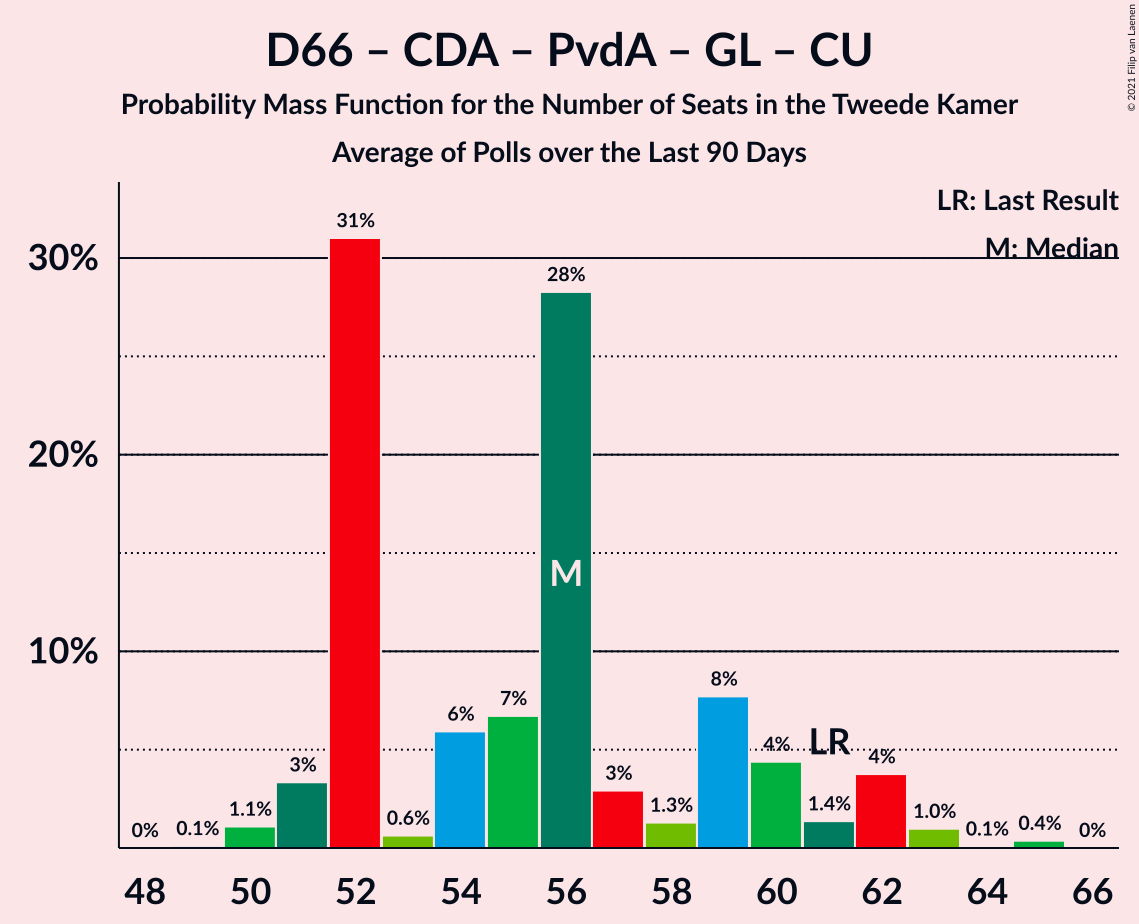 D66 – CDA – PvdA – GL – CU
Probability Mass Function for the Number of Seats in the Tweede Kamer
Average of Polls over the Last 90 Days
© 2021 Filip van Laenen
LR: Last Result
M: Median
30%
20%
10%
0%
0.1%
1.1%
3%
31%
0.6%
6%
7%
28%
M
3%
1.3%
8%
4%
LR
1.4%
4%
1.0%
0.1%
0.4%
0%
48 50 52 54 56 58 60 62 64 66